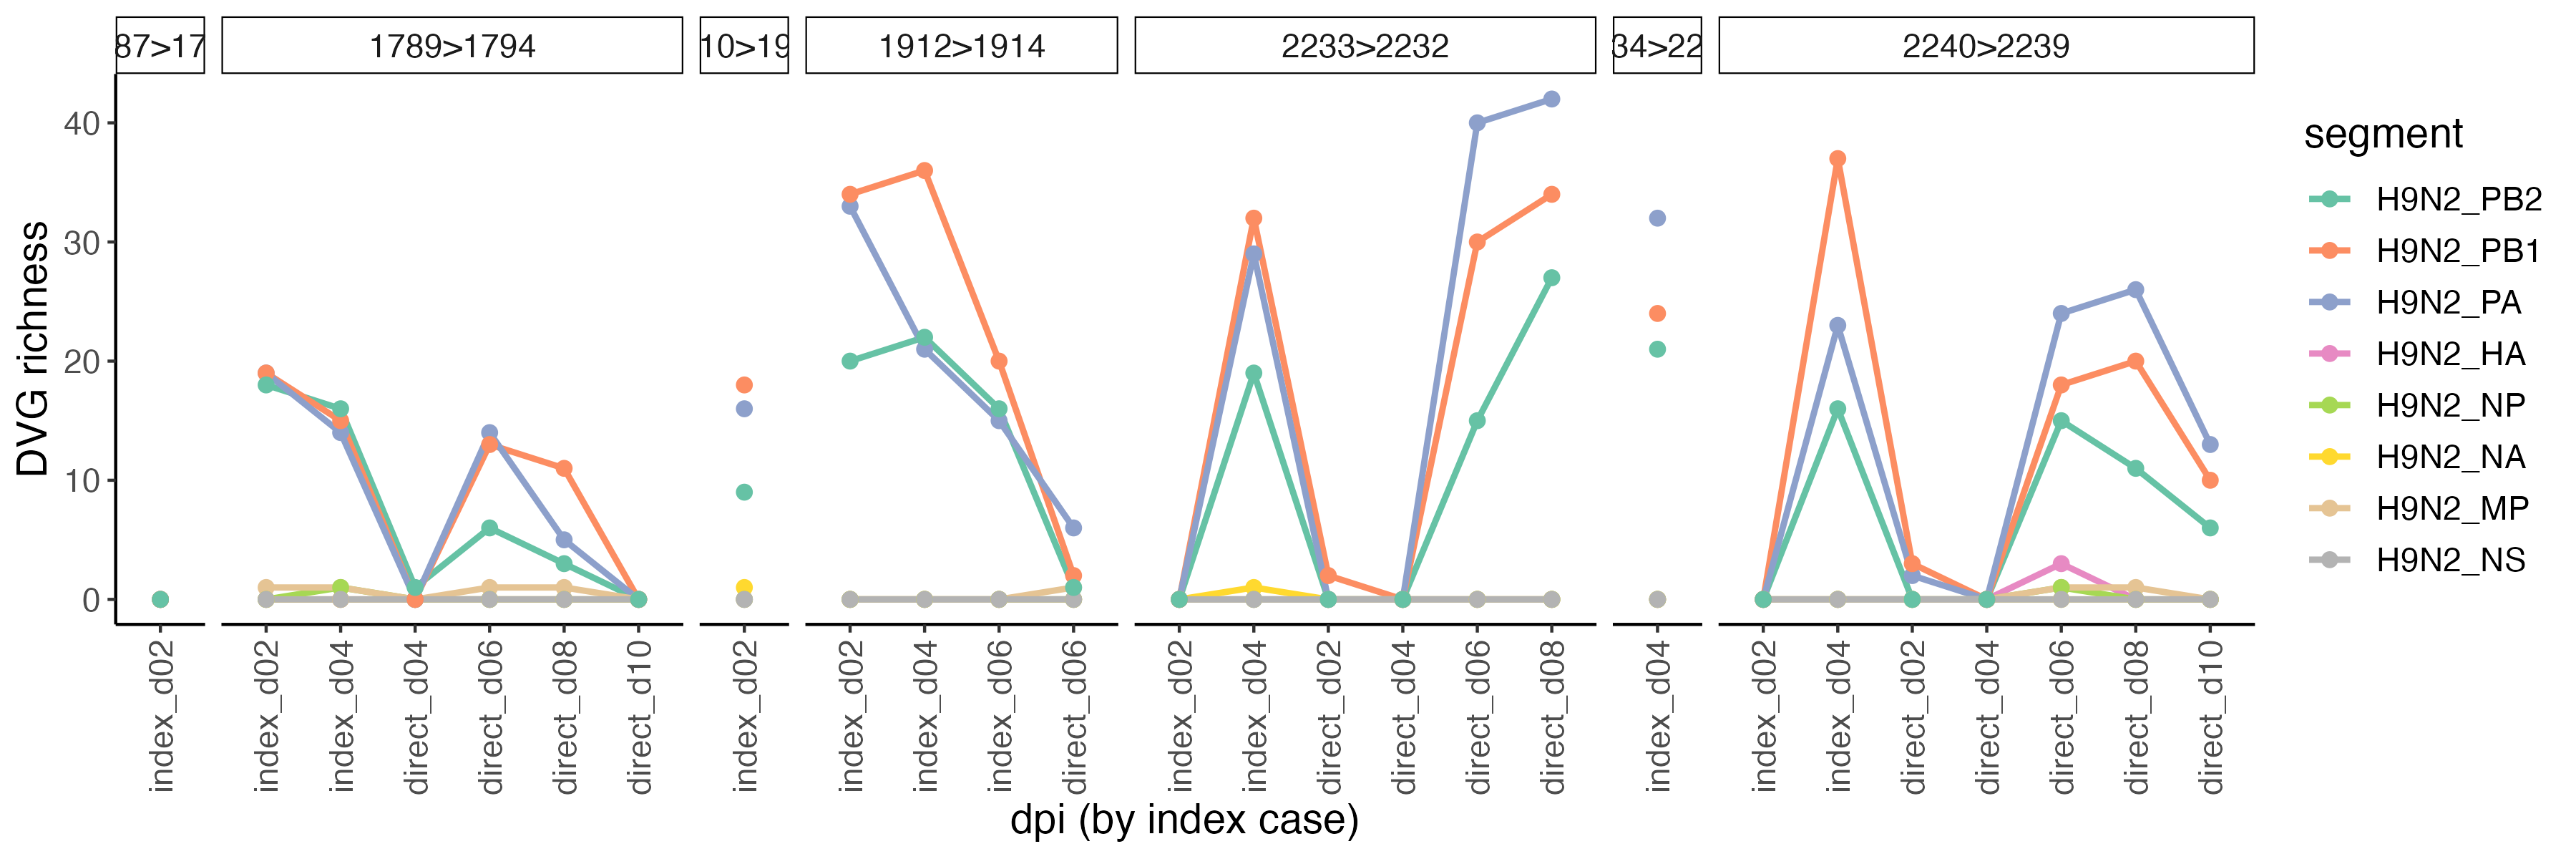 87>17
1789>1794
10>19
1912>1914
2233>2232
34>22
2240>2239
DVG richness
40
30
20
10
0
index_d02
index_d02
index_d04
direct_d04
direct_d06
direct_d08
direct_d10
index_d02
index_d02
index_d04
index_d06
direct_d06
index_d02
index_d04
direct_d02
direct_d04
direct_d06
direct_d08
index_d04
index_d02
index_d04
direct_d02
direct_d04
direct_d06
direct_d08
direct_d10
dpi (by index case)
segment
H9N2_PB2
H9N2_PB1
H9N2_PA
H9N2_HA
H9N2_NP
H9N2_NA
H9N2_MP
H9N2_NS